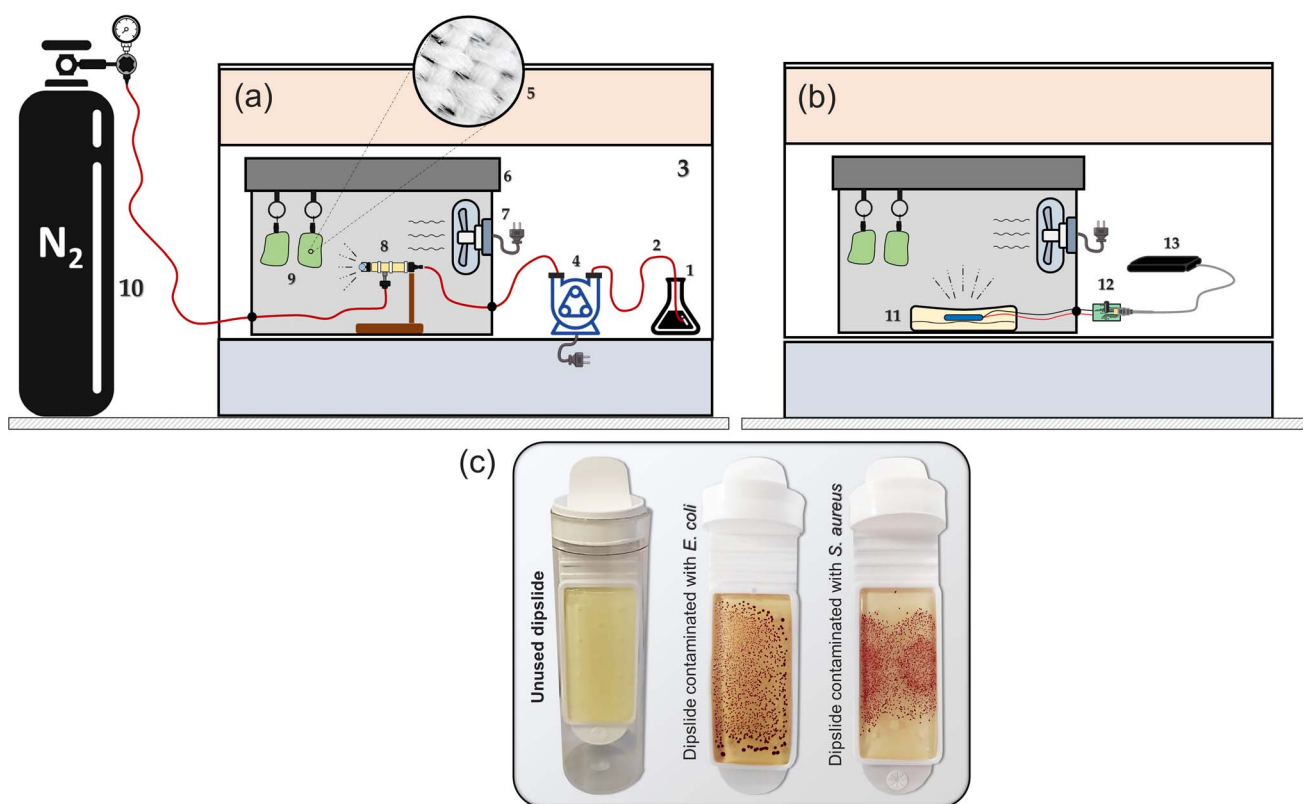 (a)
5
(b)
3
6
7
8
2
1
4
9
N2
10
13
12
11
(c)
Unused dipslide
Dipslide contaminated with E. coli
Dipslide contaminated with S. aureus